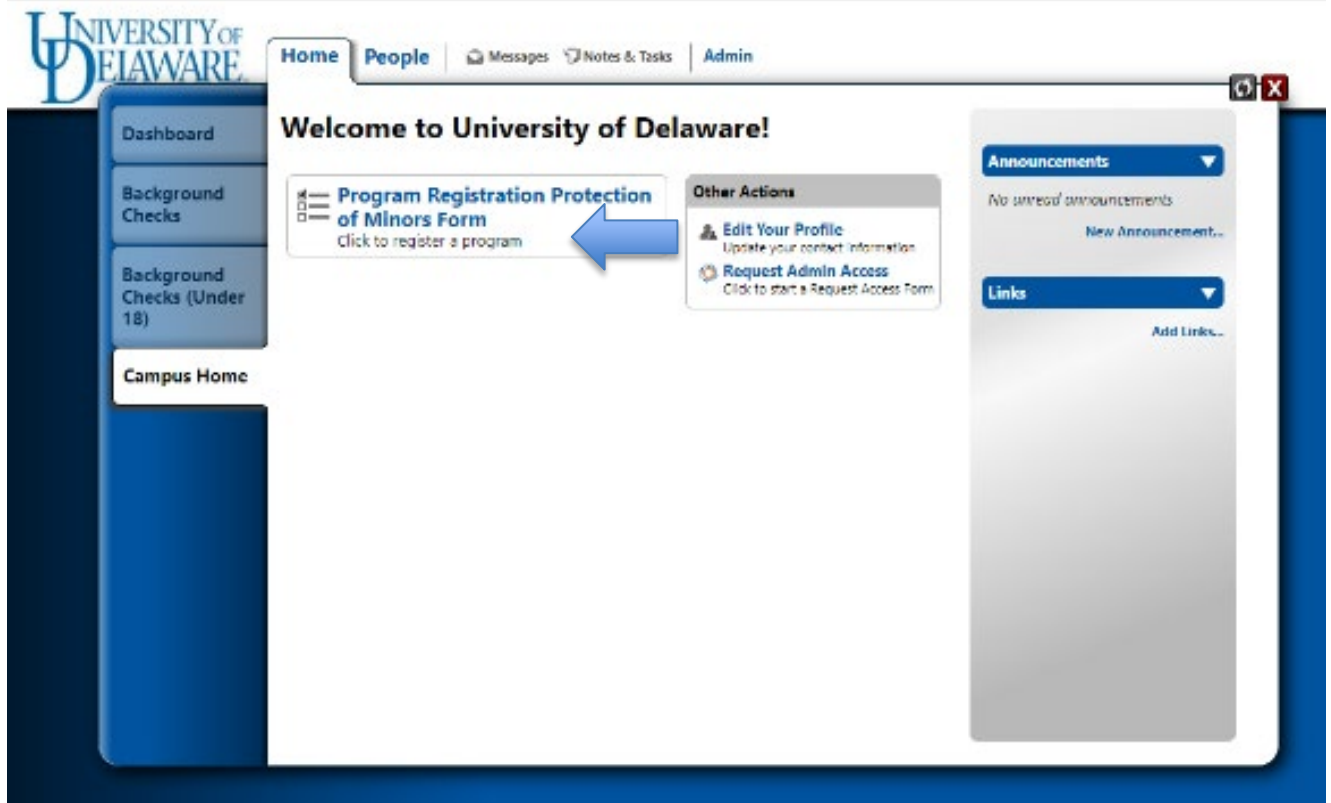 UNIVERSITY OF
DELAWARE
Home People Messages Notes & Tasks Admin
Dashboard
Background
Checks
Background
Checks (Under
18)
Campus Home
Welcome to University of Delaware!
Program Registration Protection
of Minors Form
Click to register a program
Other Actions
Edit Your Profile
Update your contact information
Request Admin Access
Click to start a Request Access Form
Announcements
No unread announcements
New Announcement...
Links
Add Links...